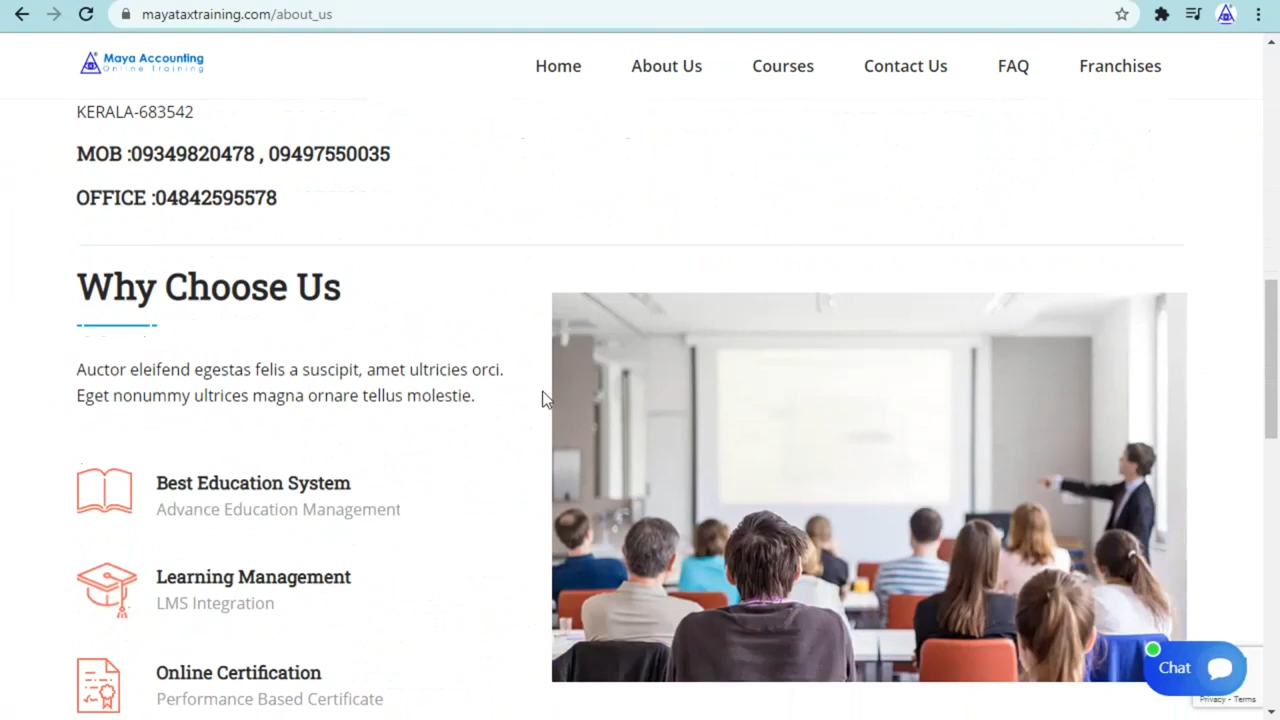 mayataxtraining.com/about_us
Maya Accounting
Online Training
Home About Us Courses Contact Us FAQ Franchises
KERALA-683542
MOB :09349820478 , 09497550035
OFFICE :04842595578
Why Choose Us
Auctor eleifend egestas felis a suscipit, amet ultricies orci.
Eget nonummy ultrices magna ornare tellus molestie.
Best Education System
Advance Education Management
Learning Management
LMS Integration
Online Certification
Performance Based Certificate
Chat
Privacy - Terms